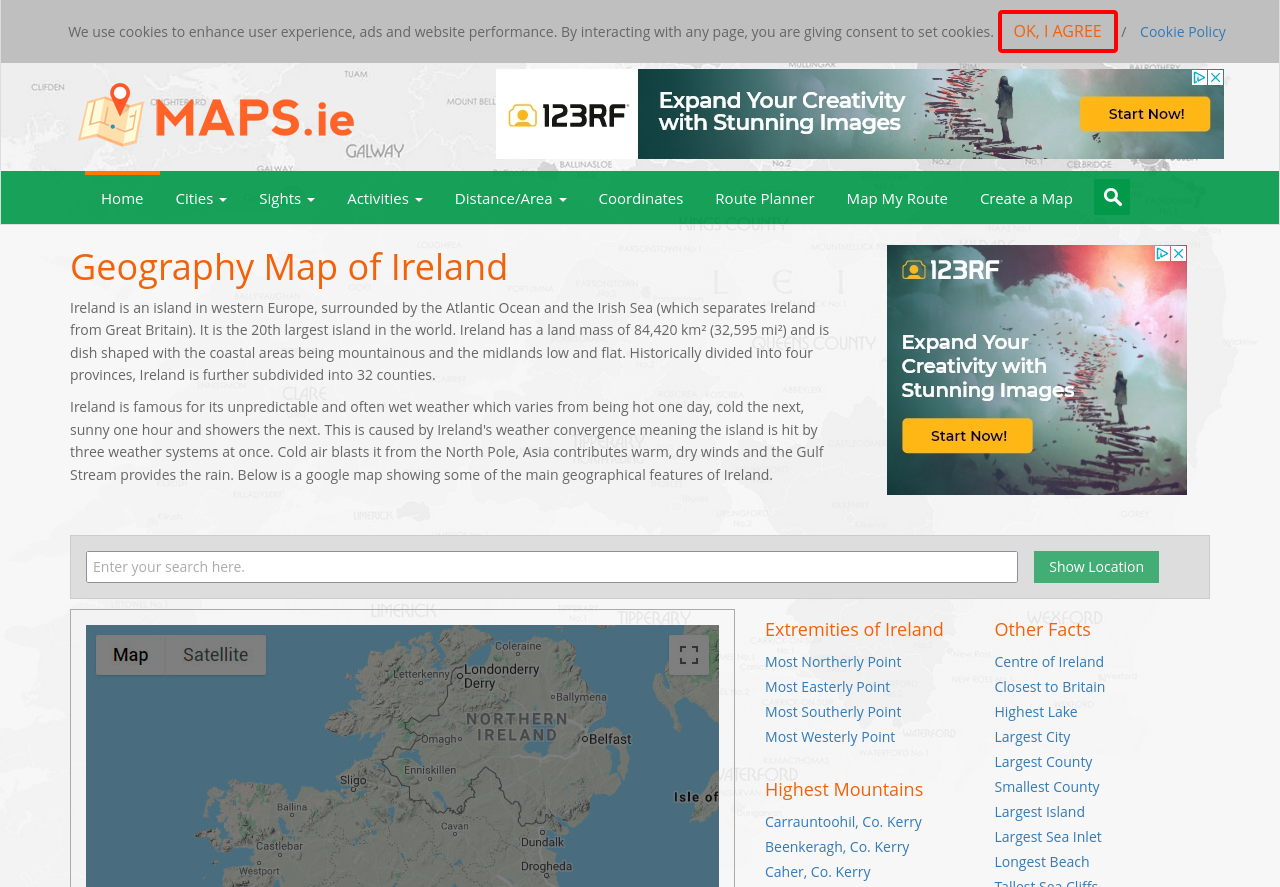 We use cookies to enhance user experience, ads and website performance. By interacting with any page, you are giving consent to set cookies. OK, I AGREE / Cookie Policy
MAPS.ie
123RF
Expand Your Creativity
with Stunning Images
Start Now!
Home Cities Sights Activities Distance/Area Coordinates Route Planner Map My Route Create a Map
Geography Map of Ireland
Ireland is an island in western Europe, surrounded by the Atlantic Ocean and the Irish Sea (which separates Ireland
from Great Britain). It is the 20th largest island in the world. Ireland has a land mass of 84,420 km² (32,595 mi²) and is
dish shaped with the coastal areas being mountainous and the midlands low and flat. Historically divided into four
provinces, Ireland is further subdivided into 32 counties.
Ireland is famous for its unpredictable and often wet weather which varies from being hot one day, cold the next,
sunny one hour and showers the next. This is caused by Ireland's weather convergence meaning the island is hit by
three weather systems at once. Cold air blasts it from the North Pole, Asia contributes warm, dry winds and the Gulf
Stream provides the rain. Below is a google map showing some of the main geographical features of Ireland.
123RF
Expand Your
Creativity with
Stunning Images
Start Now!
Enter your search here.
Show Location
Map Satellite
Coleraine
Letterkenny
Londonderry
Derry
Ballymena
NORTHERN
IRELAND
Omagh
Belfast
Enniskillen
Sligo
Isle of
Ballina
Cavan
Dundalk
Castlebar
Drogheda
Westport
Extremities of Ireland
Most Northerly Point
Most Easterly Point
Most Southerly Point
Most Westerly Point
Highest Mountains
Carrauntoohil, Co. Kerry
Beenkeragh, Co. Kerry
Caher, Co. Kerry
Other Facts
Centre of Ireland
Closest to Britain
Highest Lake
Largest City
Largest County
Smallest County
Largest Island
Largest Sea Inlet
Longest Beach
Tallest Sea Cliffs